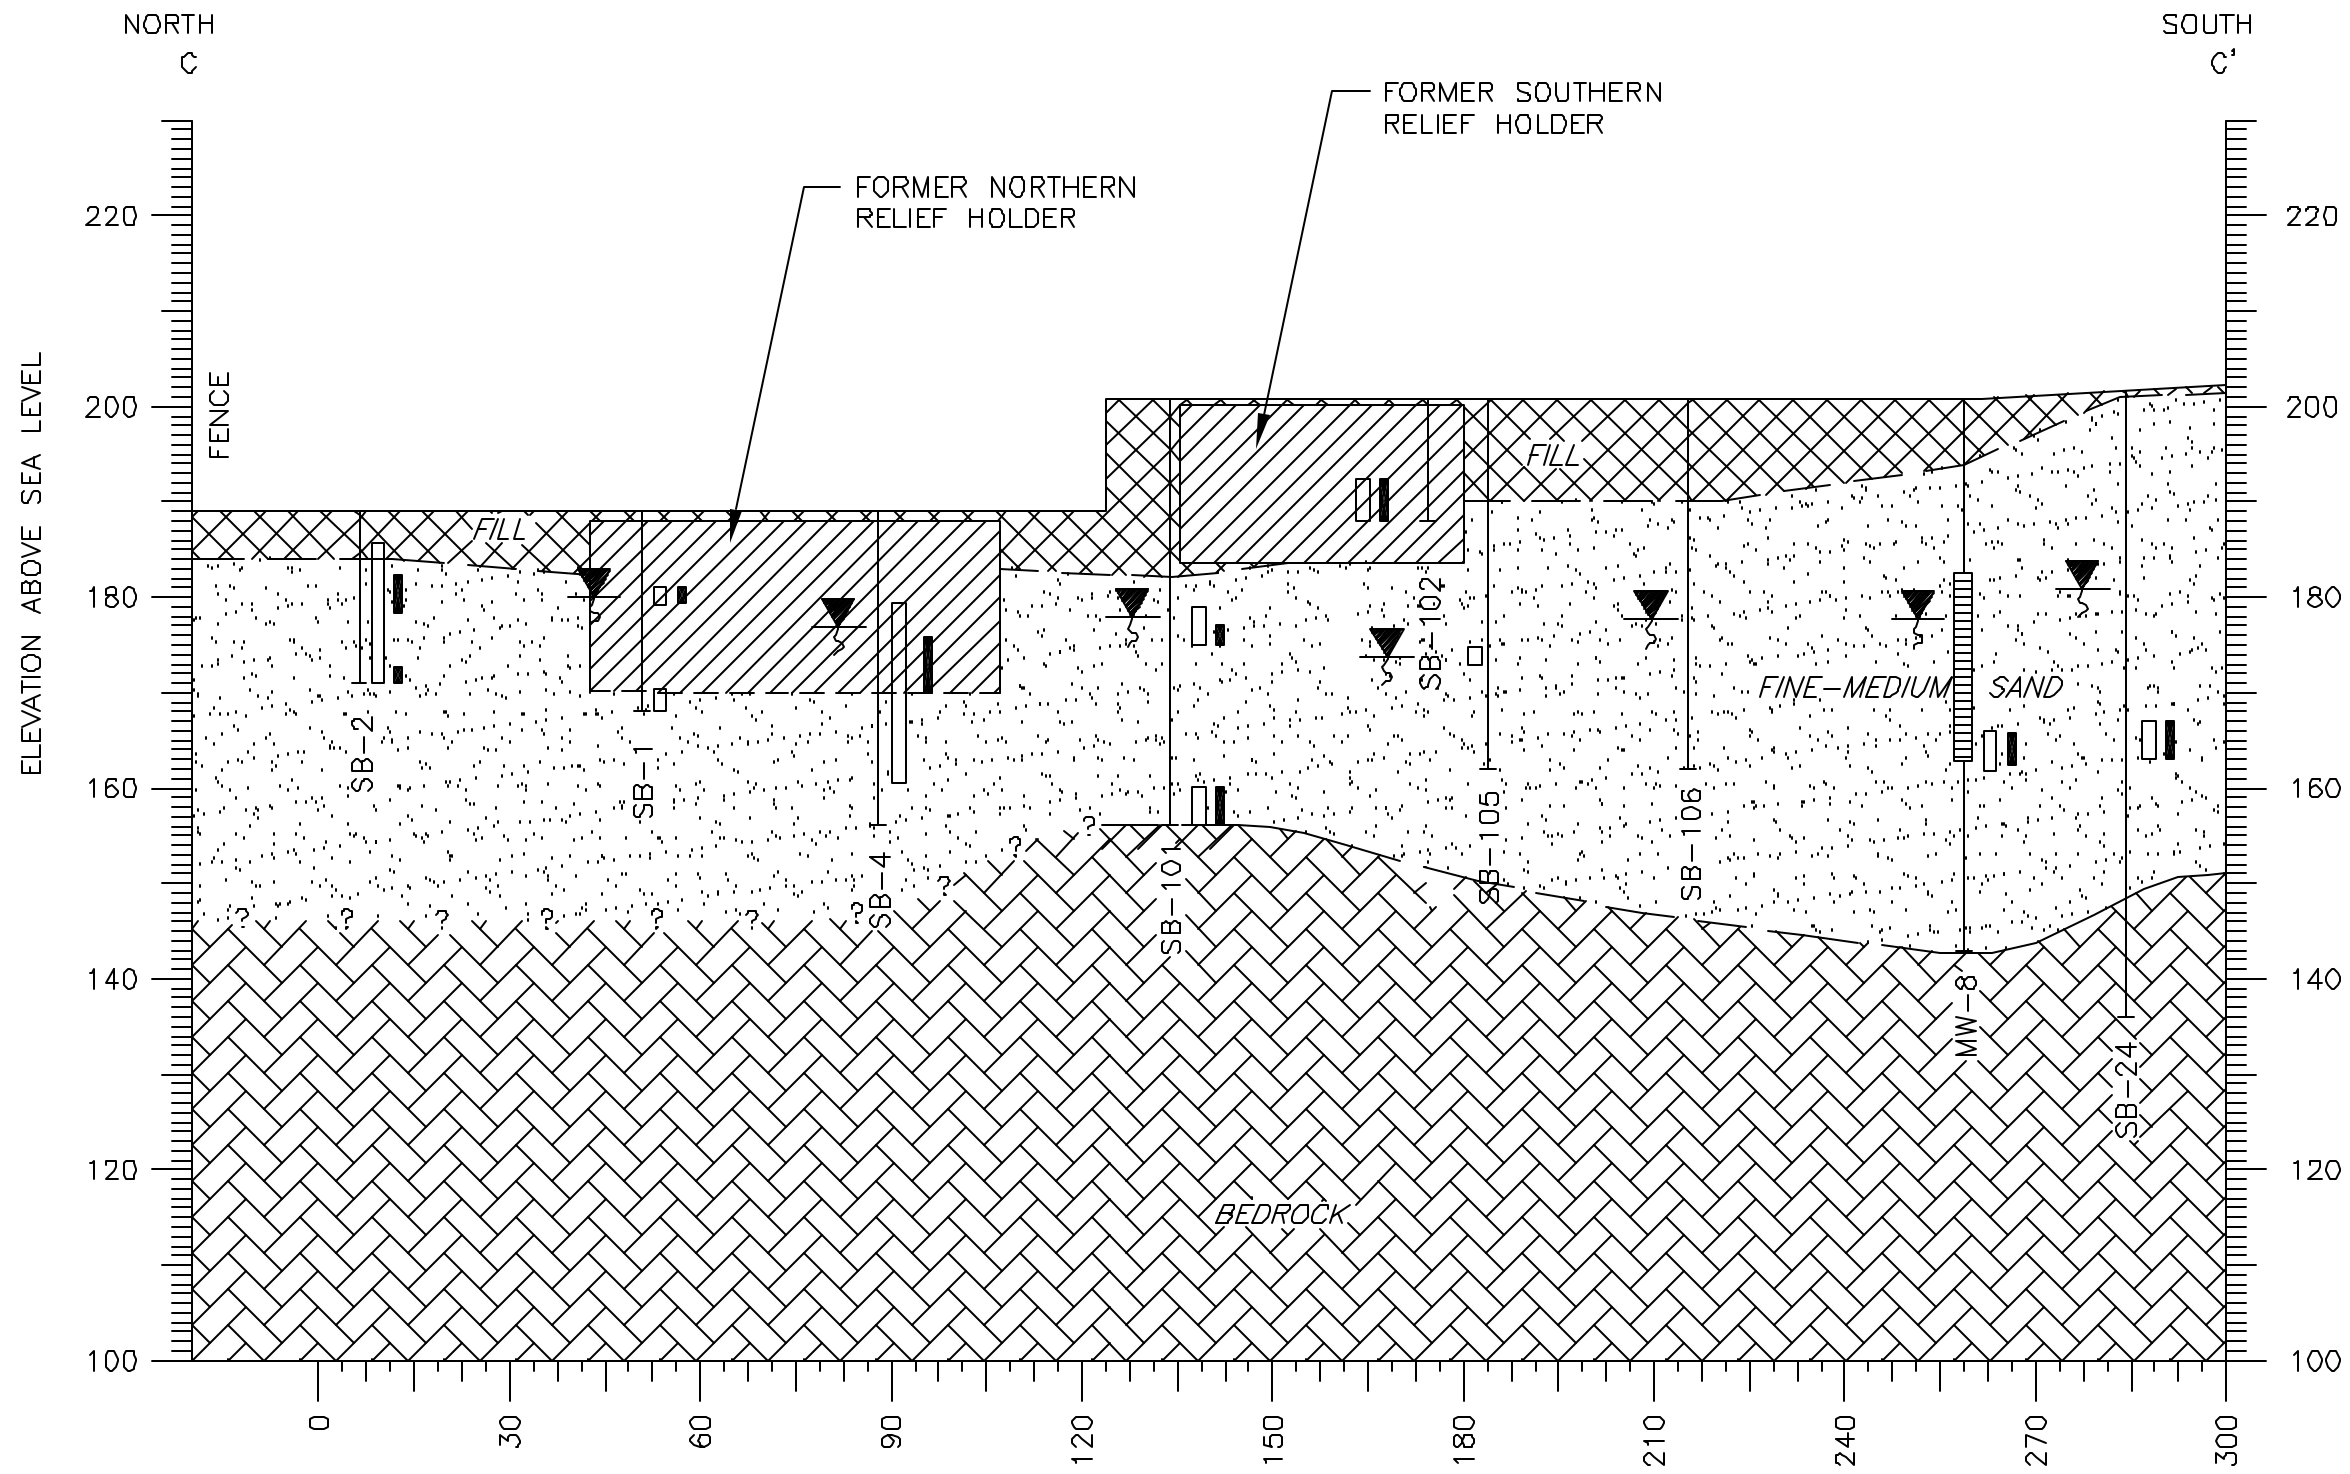 NORTH
C
SOUTH
C'
FORMER SOUTHERN
RELIEF HOLDER
FORMER NORTHERN
RELIEF HOLDER
ELEVATION ABOVE SEA LEVEL
220
200
180
160
140
120
100
FENCE
FILL
FILL
SB-2
SB-1
SB-4
SB-101
SB-102
SB-105
SB-106
FINE-MEDIUM SAND
MW-8
SB-24
? ? ? ? ? ? ? ? ? ?
BEDROCK
220
200
180
160
140
120
100
0 30 60 90 120 150 180 210 240 270 300